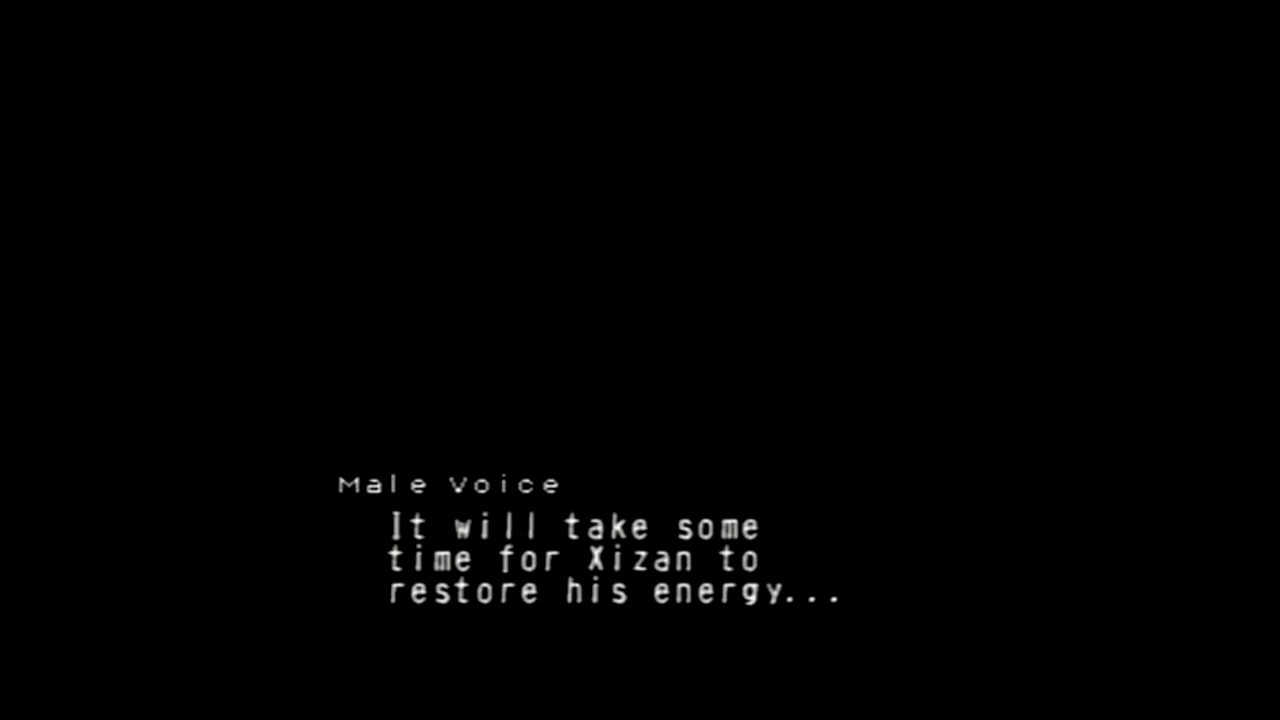 Male Voice
It will take some
time for Xizan to
restore his energy...